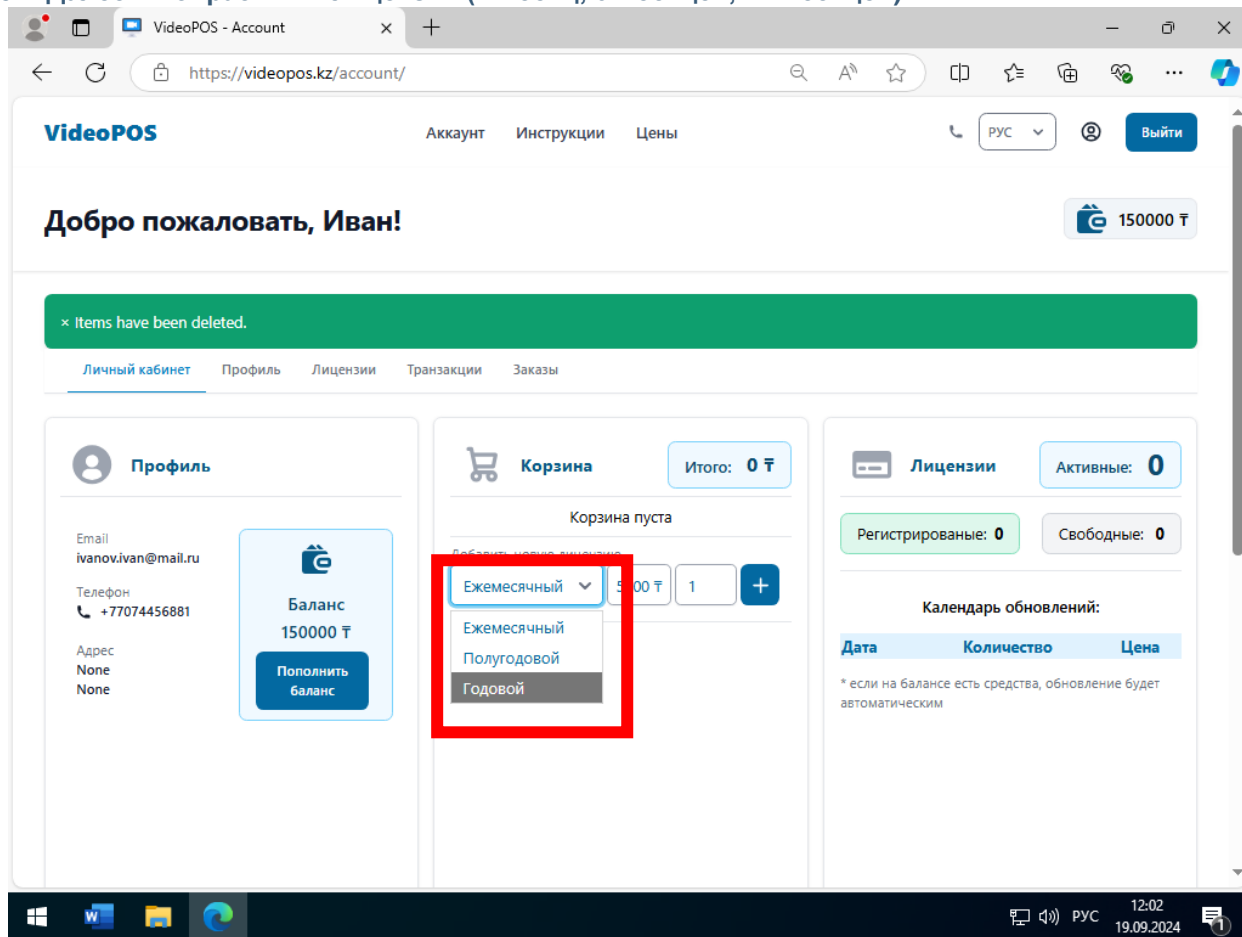 VideoPOS - Account
https://videopos.kz/account/
VideoPOS
Аккаунт Инструкции Цены
РУС
Выйти
Добро пожаловать, Иван!
150000 ₸
× Items have been deleted.
Личный кабинет Профиль Лицензии Транзакции Заказы
Профиль
Email
ivanov.ivan@mail.ru
Телефон
+77074456881
Адрес
None
None
Баланс
150000 ₸
Пополнить
баланс
Корзина
Итого: 0 ₸
Корзина пуста
Ежемесячный
1
+
Ежемесячный
Полугодовой
Годовой
Лицензии
Активные: 0
Регистрированые: 0
Свободные: 0
Календарь обновлений:
Дата Количество Цена
* если на балансе есть средства, обновление будет
автоматическим
РУС
12:02
19.09.2024
1